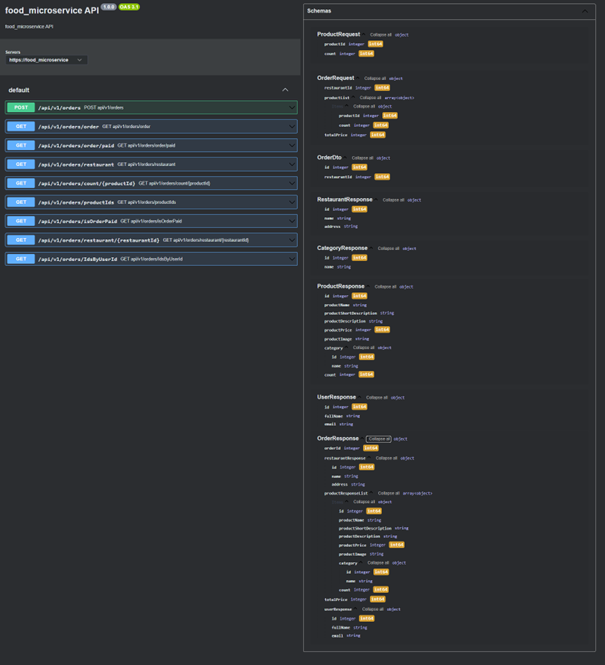 food_microservice API 1.0.0 OAS 3.1
food_microservice API
Servers
https://food_microservice
default
POST /api/v1/orders POST api/v1/orders
GET /api/v1/orders/order GET api/v1/orders/order
GET /api/v1/orders/order/paid GET api/v1/orders/order/paid
GET /api/v1/orders/restaurant GET api/v1/orders/restaurant
GET /api/v1/orders/count/{productId} GET api/v1/orders/count/{productId}
GET /api/v1/orders/productIds GET api/v1/orders/productIds
GET /api/v1/orders/isOrderPaid GET api/v1/orders/isOrderPaid
GET /api/v1/orders/restaurant/{restaurantId} GET api/v1/orders/restaurant/{restaurantId}
GET /api/v1/orders/IdsByUserId GET api/v1/orders/IdsByUserId
Schemas
ProductRequest Collapse all object
productId integer int64
count integer int64
OrderRequest Collapse all object
restaurantId integer int64
productList Collapse all array<object>
Collapse all object
productId integer int64
count integer int64
totalPrice integer int64
OrderDto Collapse all object
id integer int64
restaurantId integer int64
RestaurantResponse Collapse all object
id integer int64
name string
address string
CategoryResponse Collapse all object
id integer int64
name string
ProductResponse Collapse all object
id integer int64
productName string
productShortDescription string
productDescription string
productPrice integer int64
productImage string
category Collapse all object
id integer int64
name string
count integer int64
UserResponse Collapse all object
id integer int64
fullName string
email string
OrderResponse Collapse all object
orderId integer int64
restaurantResponse Collapse all object
id integer int64
name string
address string
productResponseList Collapse all array<object>
Collapse all object
id integer int64
productName string
productShortDescription string
productDescription string
productPrice integer int64
productImage string
category Collapse all object
id integer int64
name string
count integer int64
totalPrice integer int64
userResponse Collapse all object
id integer int64
fullName string
email string